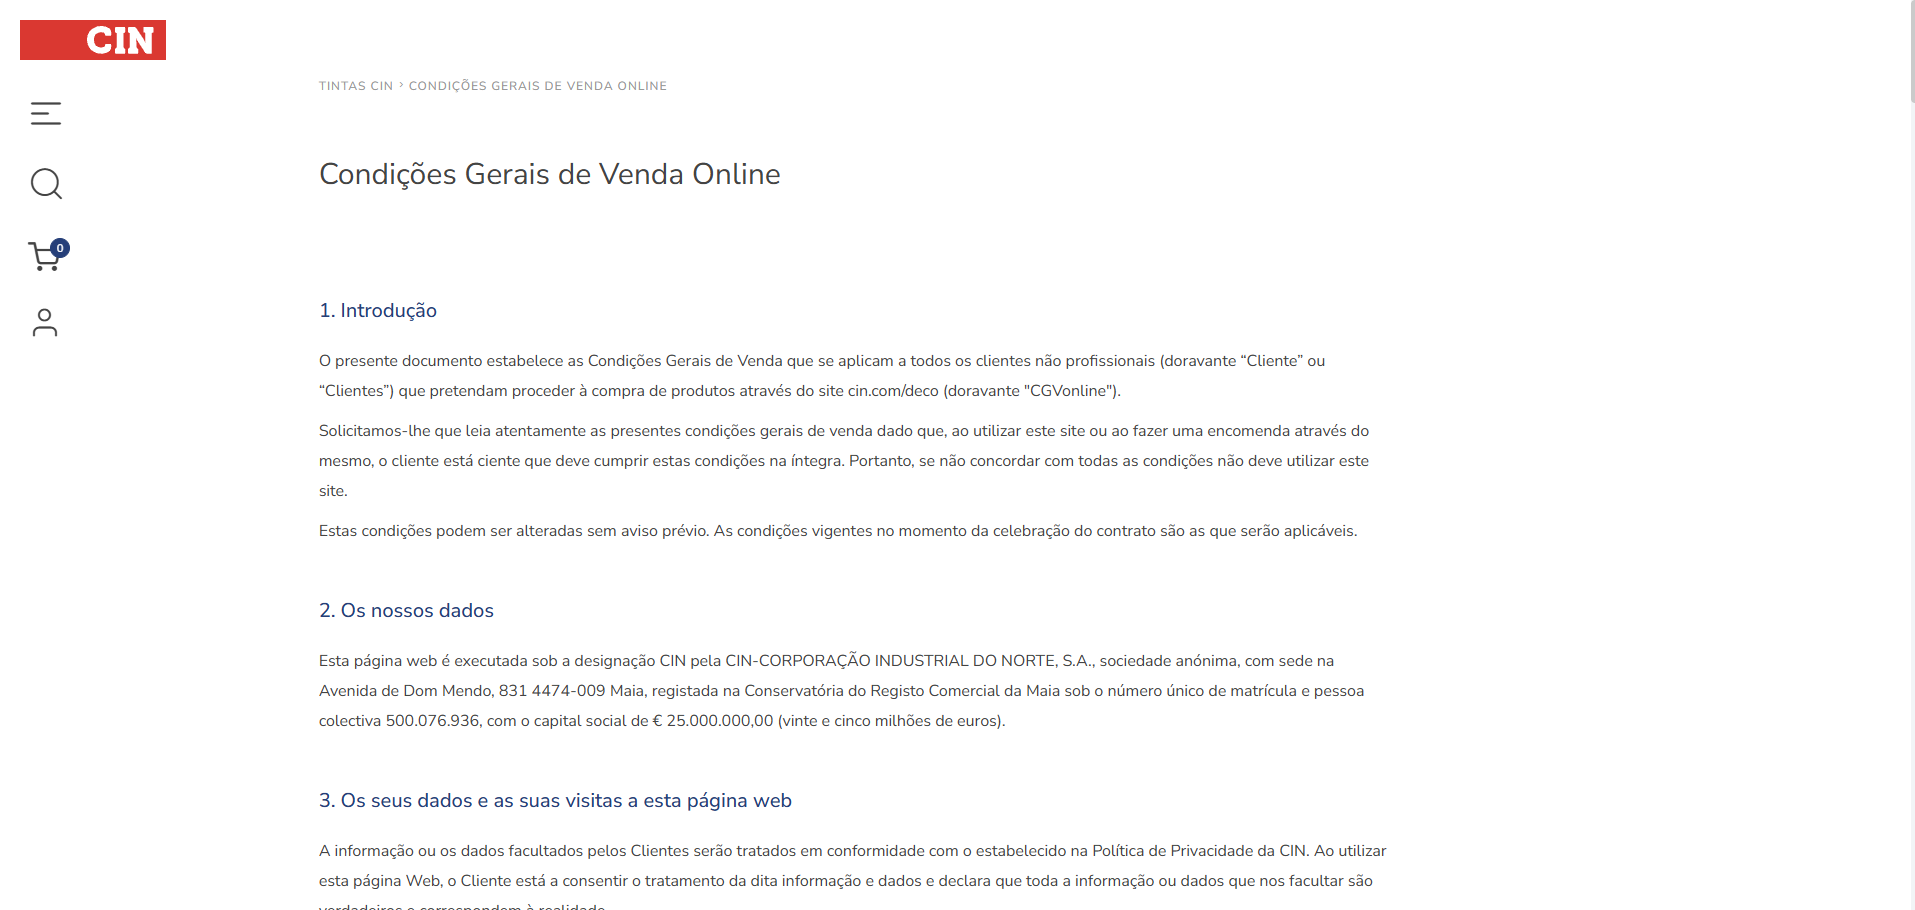 CIN
TINTAS CIN › CONDIÇÕES GERAIS DE VENDA ONLINE
Condições Gerais de Venda Online
0
1. Introdução
O presente documento estabelece as Condições Gerais de Venda que se aplicam a todos os clientes não profissionais (doravante “Cliente” ou
“Clientes”) que pretendam proceder à compra de produtos através do site cin.com/deco (doravante "CGVonline").
Solicitamos-lhe que leia atentamente as presentes condições gerais de venda dado que, ao utilizar este site ou ao fazer uma encomenda através do
mesmo, o cliente está ciente que deve cumprir estas condições na íntegra. Portanto, se não concordar com todas as condições não deve utilizar este
site.
Estas condições podem ser alteradas sem aviso prévio. As condições vigentes no momento da celebração do contrato são as que serão aplicáveis.
2. Os nossos dados
Esta página web é executada sob a designação CIN pela CIN-CORPORAÇÃO INDUSTRIAL DO NORTE, S.A., sociedade anónima, com sede na
Avenida de Dom Mendo, 831 4474-009 Maia, registada na Conservatória do Registo Comercial da Maia sob o número único de matrícula e pessoa
colectiva 500.076.936, com o capital social de € 25.000.000,00 (vinte e cinco milhões de euros).
3. Os seus dados e as suas visitas a esta página web
A informação ou os dados facultados pelos Clientes serão tratados em conformidade com o estabelecido na Política de Privacidade da CIN. Ao utilizar
esta página Web, o Cliente está a consentir o tratamento da dita informação e dados e declara que toda a informação ou dados que nos facultar são
verdadeiros e correspondem à realidade.